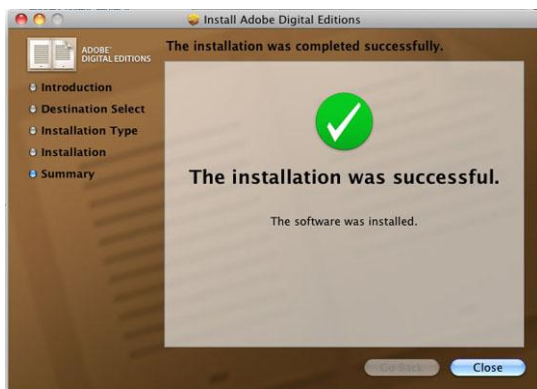 Install Adobe Digital Editions
ADOBE®
DIGITAL EDITIONS
The installation was completed successfully.
Introduction
Destination Select
Installation Type
Installation
Summary
The installation was successful.
The software was installed.
Go Back
Close